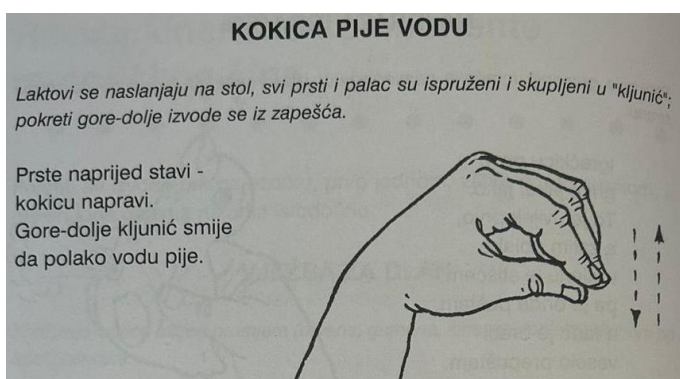 KOKICA PIJE VODU
Laktovi se naslanjaju na stol, svi prsti i palac su ispruženi i skupljeni u "kljunić";
pokreti gore-dolje izvode se iz zapešća.
Prste naprijed stavi -
kokicu napravi.
Gore-dolje kljunić smije
da polako vodu pije.